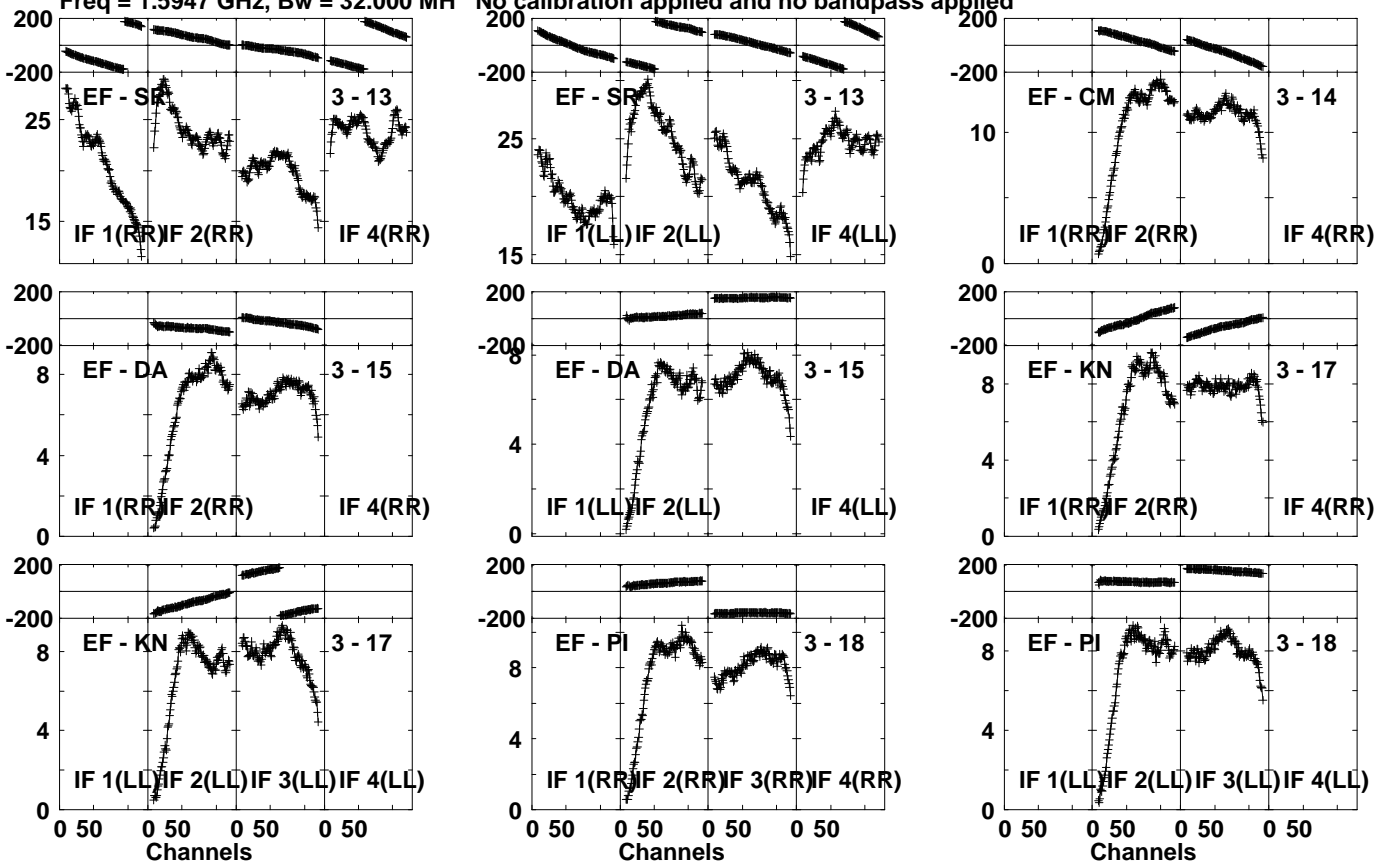 Freq = 1.5947 GHz, Bw = 32.000 MH No calibration applied and no bandpass applied
200
-200
25
15
EF - SR 3 - 13
IF 1(RR) IF 2(RR) IF 4(RR)
200
-200
25
15
EF - SR 3 - 13
IF 1(LL) IF 2(LL) IF 4(LL)
200
-200
10
0
EF - CM 3 - 14
IF 1(RR) IF 2(RR) IF 4(RR)
200
-200
8
4
0
EF - DA 3 - 15
IF 1(RR) IF 2(RR) IF 4(RR)
200
-200
8
4
0
EF - DA 3 - 15
IF 1(LL) IF 2(LL) IF 4(LL)
200
-200
8
4
0
EF - KN 3 - 17
IF 1(RR) IF 2(RR) IF 4(RR)
200
-200
8
4
0
EF - KN 3 - 17
IF 1(LL) IF 2(LL) IF 3(LL) IF 4(LL)
0 50 0 50 0 50 0 50
Channels
200
-200
8
4
0
EF - PI 3 - 18
IF 1(RR) IF 2(RR) IF 3(RR) IF 4(RR)
0 50 0 50 0 50 0 50
Channels
200
-200
8
4
0
EF - PI 3 - 18
IF 1(LL) IF 2(LL) IF 3(LL) IF 4(LL)
0 50 0 50 0 50 0 50
Channels